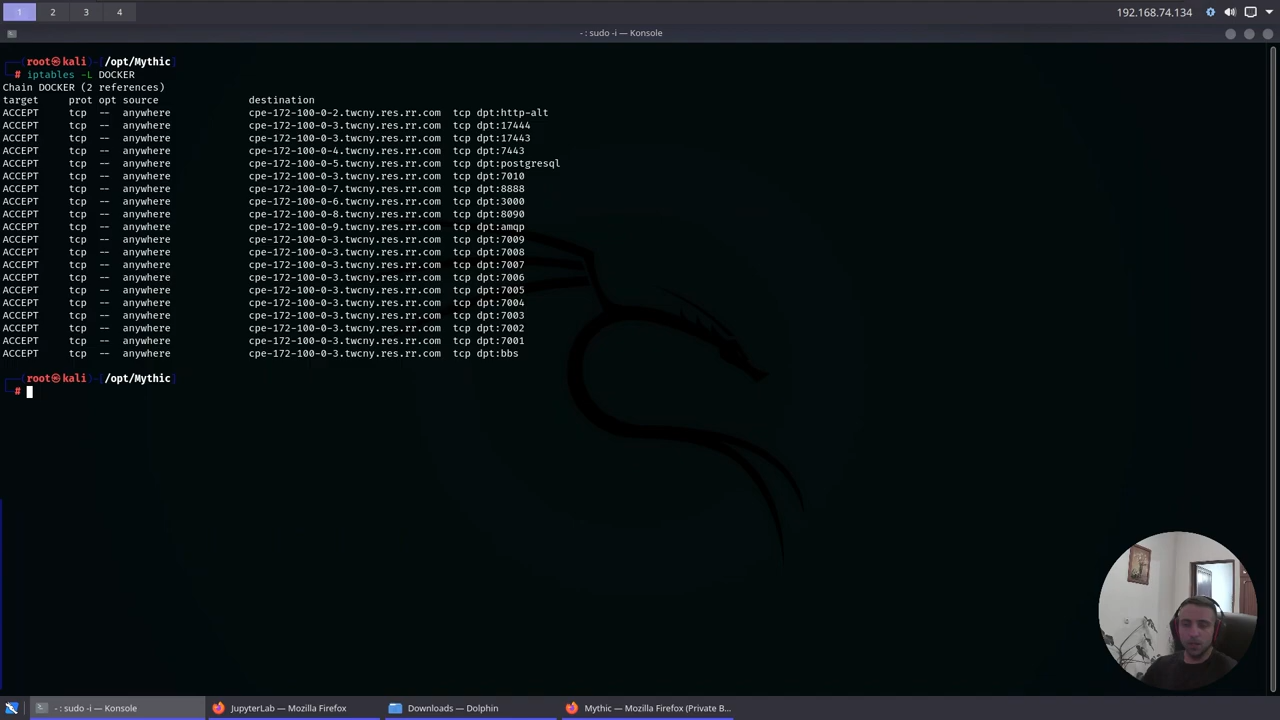 1 2 3 4 192.168.74.134
- : sudo -i — Konsole
(root㉿kali)-[/opt/Mythic]
# iptables -L DOCKER
Chain DOCKER (2 references)
target prot opt source destination
ACCEPT tcp -- anywhere cpe-172-100-0-2.twcny.res.rr.com tcp dpt:http-alt
ACCEPT tcp -- anywhere cpe-172-100-0-3.twcny.res.rr.com tcp dpt:17444
ACCEPT tcp -- anywhere cpe-172-100-0-3.twcny.res.rr.com tcp dpt:17443
ACCEPT tcp -- anywhere cpe-172-100-0-4.twcny.res.rr.com tcp dpt:7443
ACCEPT tcp -- anywhere cpe-172-100-0-5.twcny.res.rr.com tcp dpt:postgresql
ACCEPT tcp -- anywhere cpe-172-100-0-3.twcny.res.rr.com tcp dpt:7010
ACCEPT tcp -- anywhere cpe-172-100-0-7.twcny.res.rr.com tcp dpt:8888
ACCEPT tcp -- anywhere cpe-172-100-0-6.twcny.res.rr.com tcp dpt:3000
ACCEPT tcp -- anywhere cpe-172-100-0-8.twcny.res.rr.com tcp dpt:8090
ACCEPT tcp -- anywhere cpe-172-100-0-9.twcny.res.rr.com tcp dpt:amqp
ACCEPT tcp -- anywhere cpe-172-100-0-3.twcny.res.rr.com tcp dpt:7009
ACCEPT tcp -- anywhere cpe-172-100-0-3.twcny.res.rr.com tcp dpt:7008
ACCEPT tcp -- anywhere cpe-172-100-0-3.twcny.res.rr.com tcp dpt:7007
ACCEPT tcp -- anywhere cpe-172-100-0-3.twcny.res.rr.com tcp dpt:7006
ACCEPT tcp -- anywhere cpe-172-100-0-3.twcny.res.rr.com tcp dpt:7005
ACCEPT tcp -- anywhere cpe-172-100-0-3.twcny.res.rr.com tcp dpt:7004
ACCEPT tcp -- anywhere cpe-172-100-0-3.twcny.res.rr.com tcp dpt:7003
ACCEPT tcp -- anywhere cpe-172-100-0-3.twcny.res.rr.com tcp dpt:7002
ACCEPT tcp -- anywhere cpe-172-100-0-3.twcny.res.rr.com tcp dpt:7001
ACCEPT tcp -- anywhere cpe-172-100-0-3.twcny.res.rr.com tcp dpt:bbs
(root㉿kali)-[/opt/Mythic]
#
- : sudo -i — Konsole JupyterLab — Mozilla Firefox Downloads — Dolphin Mythic — Mozilla Firefox (Private B...